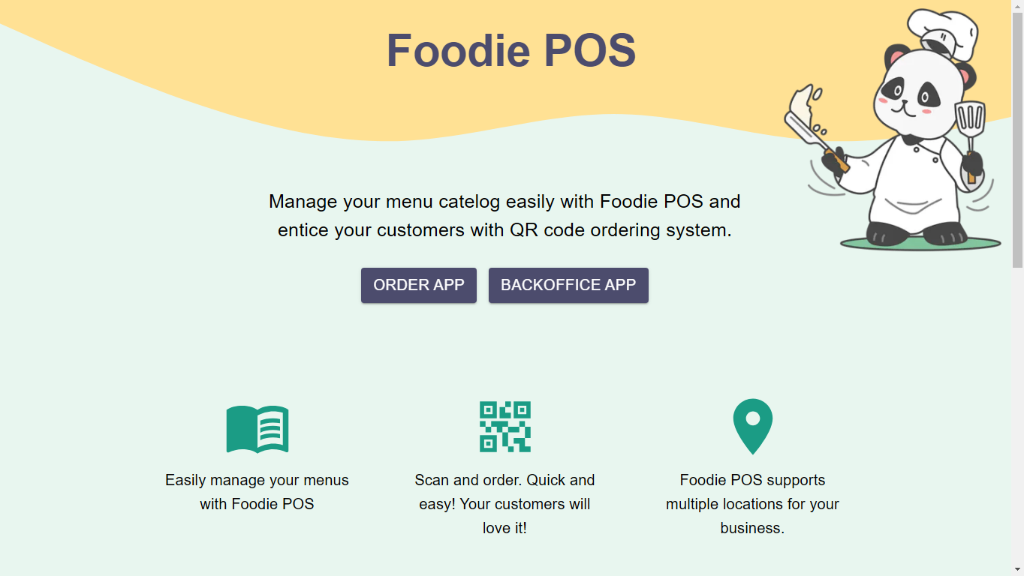 Foodie POS
Manage your menu catelog easily with Foodie POS and
entice your customers with QR code ordering system.
ORDER APP
BACKOFFICE APP
Easily manage your menus
with Foodie POS
Scan and order. Quick and
easy! Your customers will
love it!
Foodie POS supports
multiple locations for your
business.